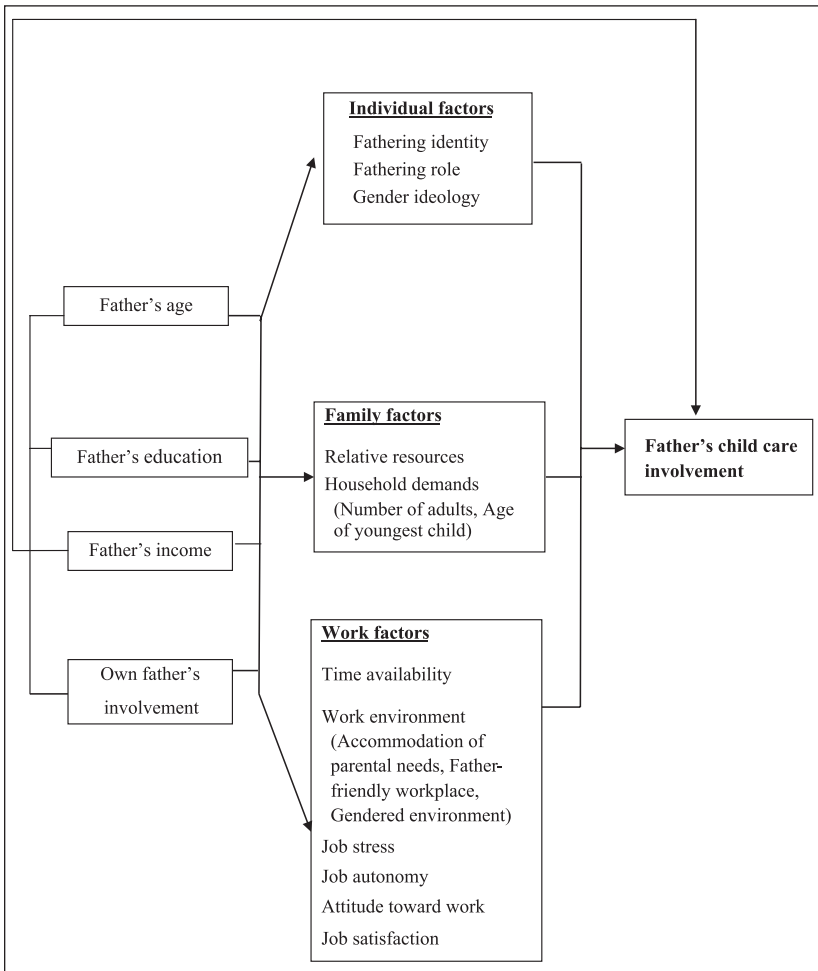 Individual factors
Fathering identity
Fathering role
Gender ideology
Father's age
Father's education
Father's income
Own father's
involvement
Family factors
Relative resources
Household demands
(Number of adults, Age
of youngest child)
Work factors
Time availability
Work environment
(Accommodation of
parental needs, Father-
friendly workplace,
Gendered environment)
Job stress
Job autonomy
Attitude toward work
Job satisfaction
Father's child care
involvement